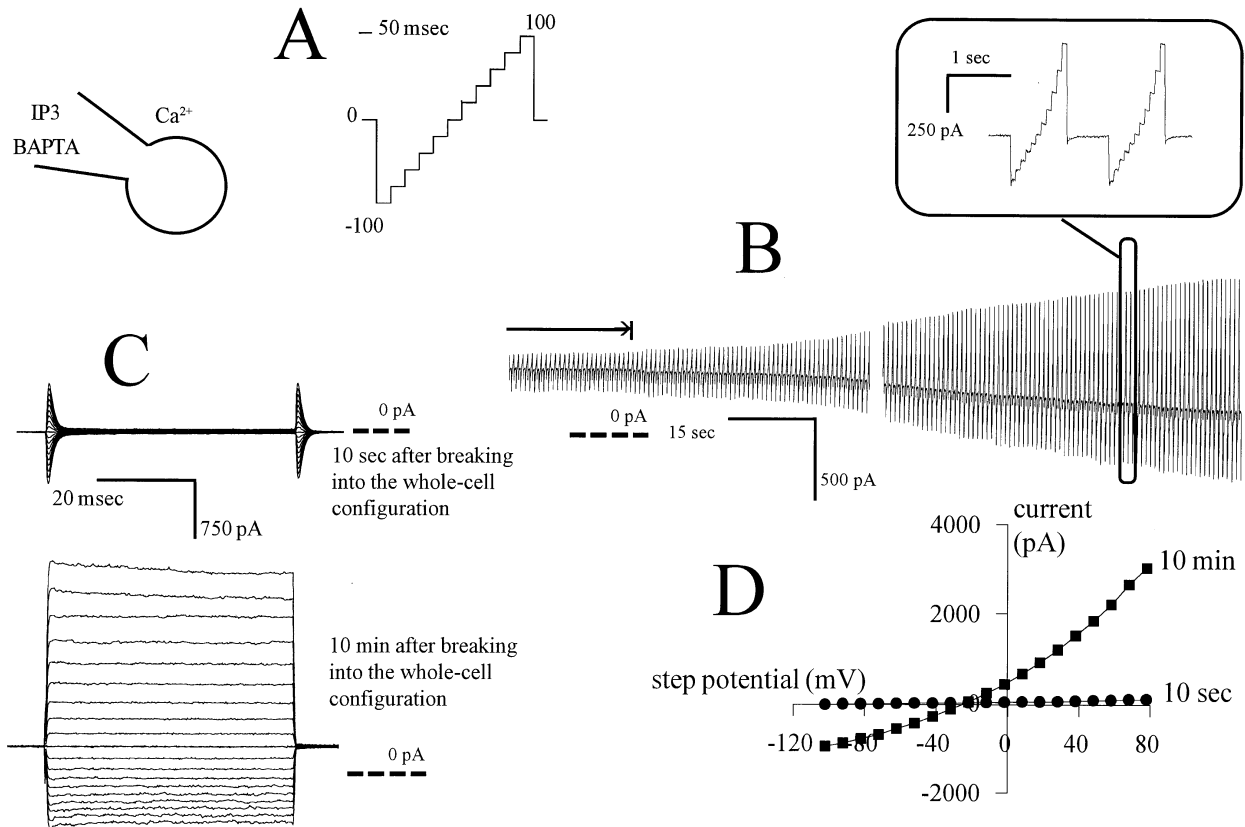 A
50 msec
100
0
-100
IP3
BAPTA
Ca²⁺
1 sec
250 pA
B
0 pA
15 sec
500 pA
C
0 pA
10 sec after breaking
into the whole-cell
configuration
20 msec
750 pA
10 min after breaking
into the whole-cell
configuration
0 pA
D
current
(pA)
4000
2000
0
-2000
10 min
step potential (mV)
10 sec
-120
-80
-40
0
40
80